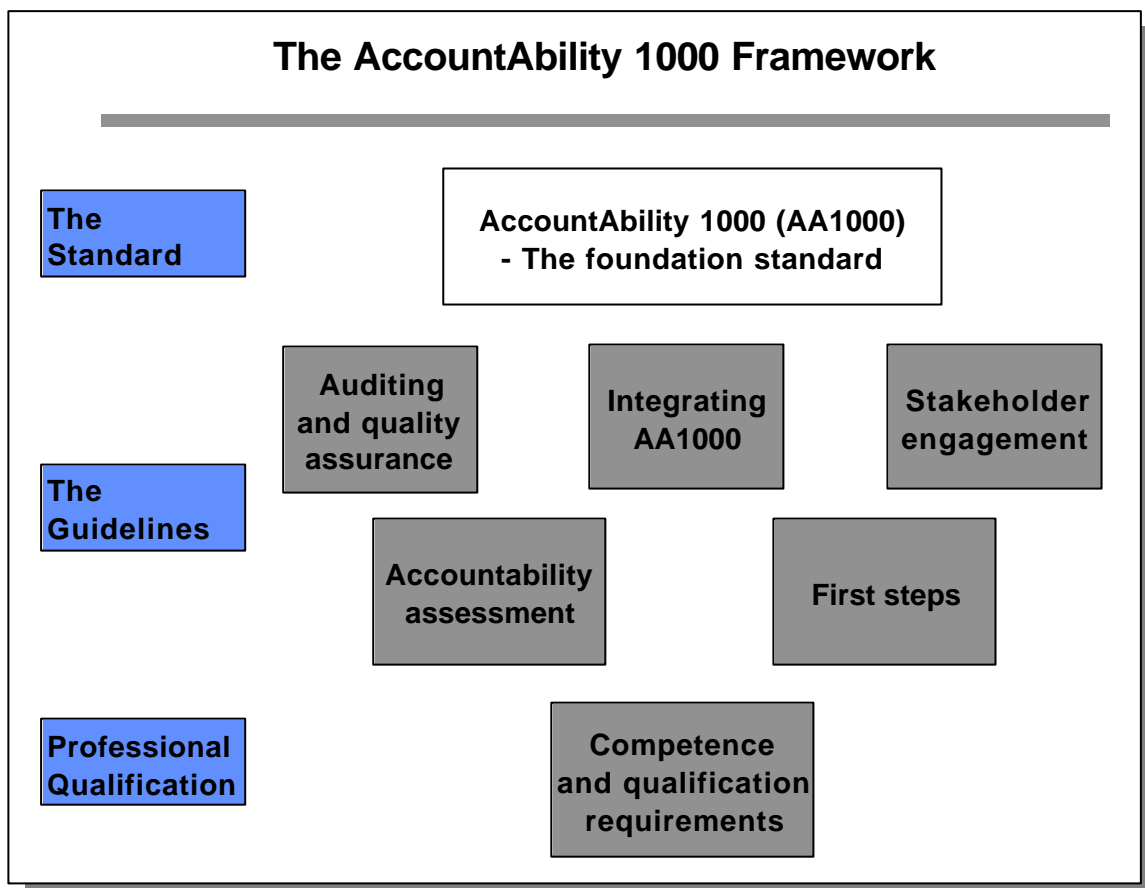 The AccountAbility 1000 Framework
The
Standard
AccountAbility 1000 (AA1000)
- The foundation standard
Auditing
and quality
assurance
Integrating
AA1000
Stakeholder
engagement
The
Guidelines
Accountability
assessment
First steps
Professional
Qualification
Competence
and qualification
requirements